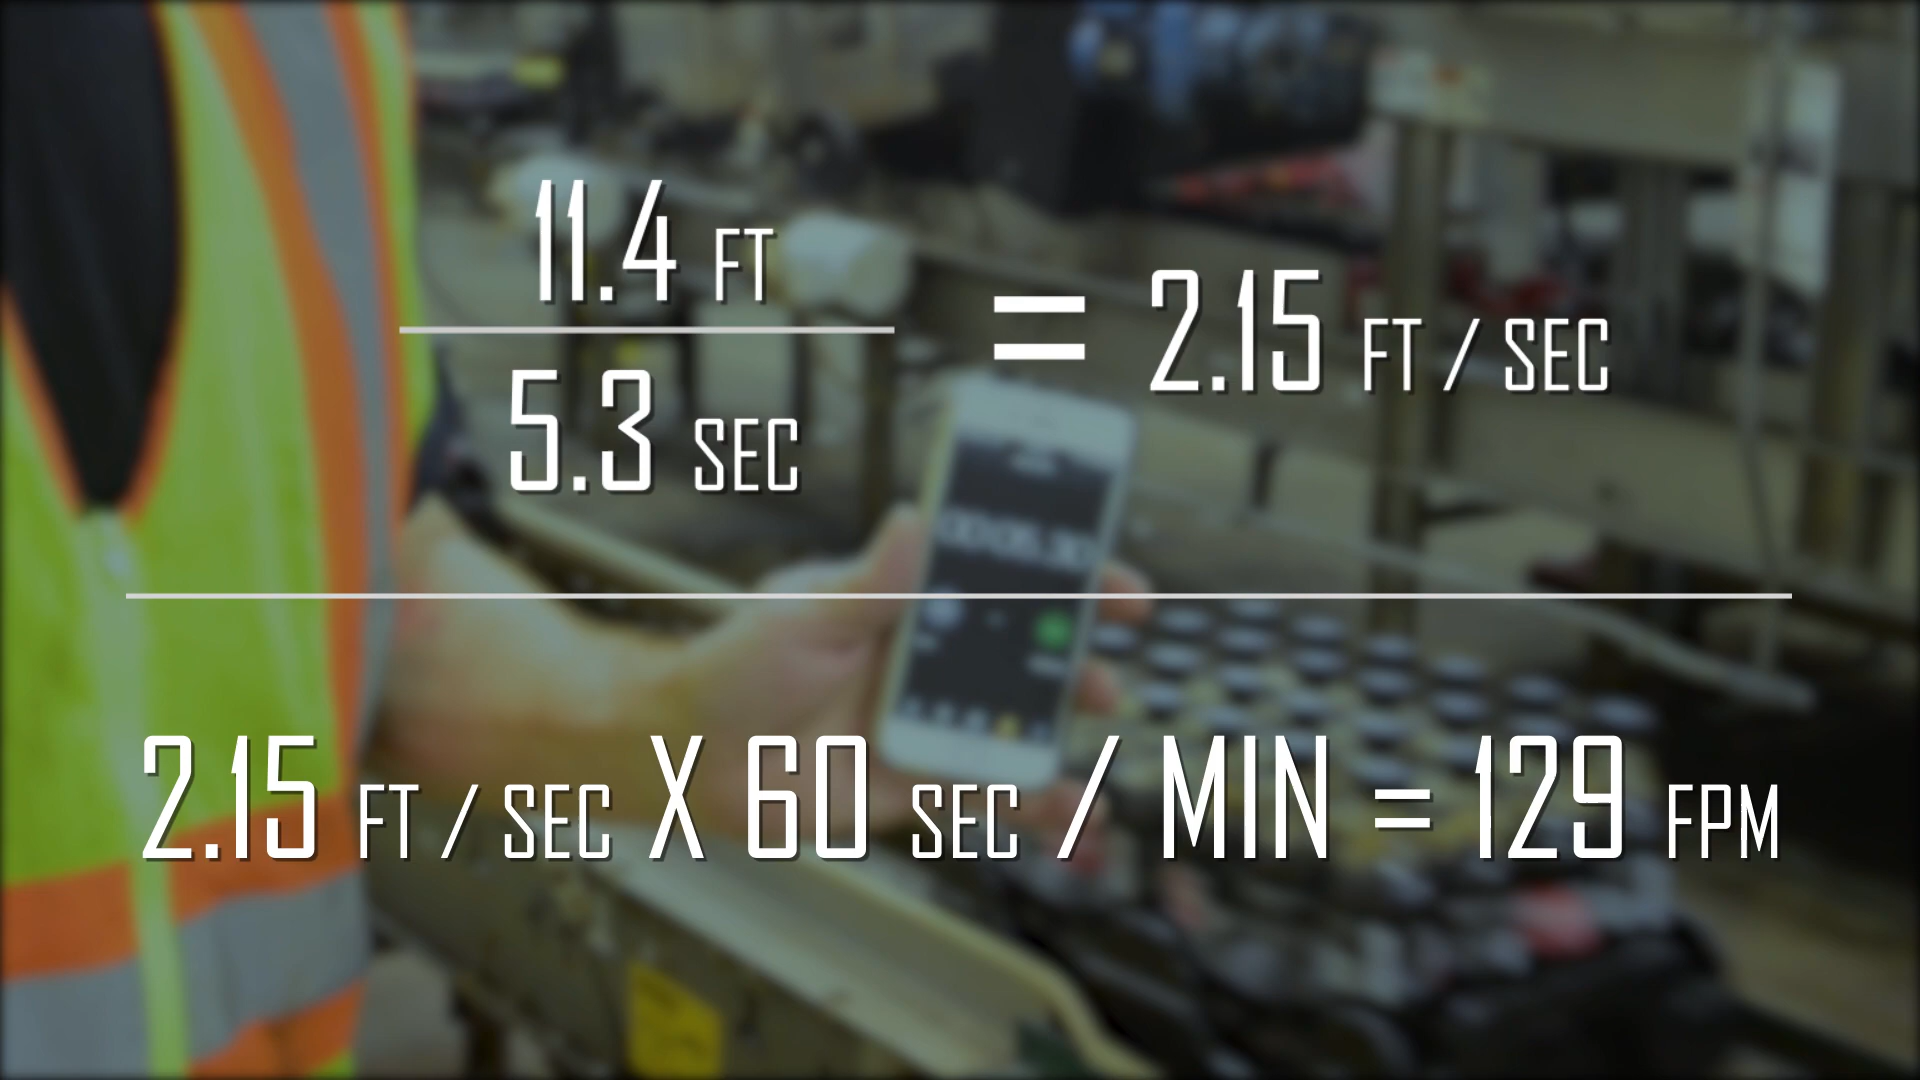 11.4 FT
5.3 SEC
= 2.15 FT / SEC
2.15 FT / SEC X 60 SEC / MIN = 129 FPM